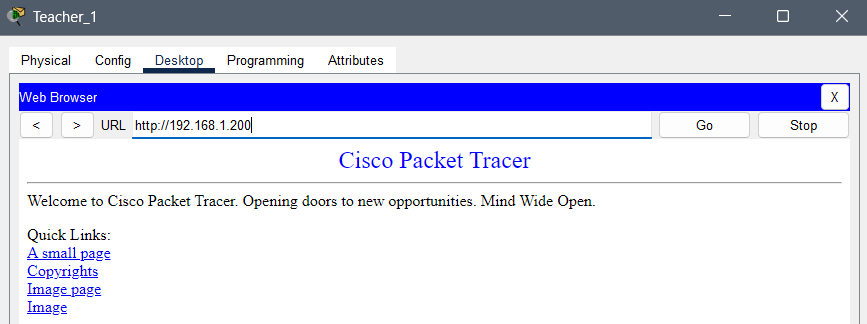 Teacher_1
Physical Config Desktop Programming Attributes
Web Browser X
< > URL http://192.168.1.200 Go Stop
Cisco Packet Tracer
Welcome to Cisco Packet Tracer. Opening doors to new opportunities. Mind Wide Open.
Quick Links:
A small page
Copyrights
Image page
Image